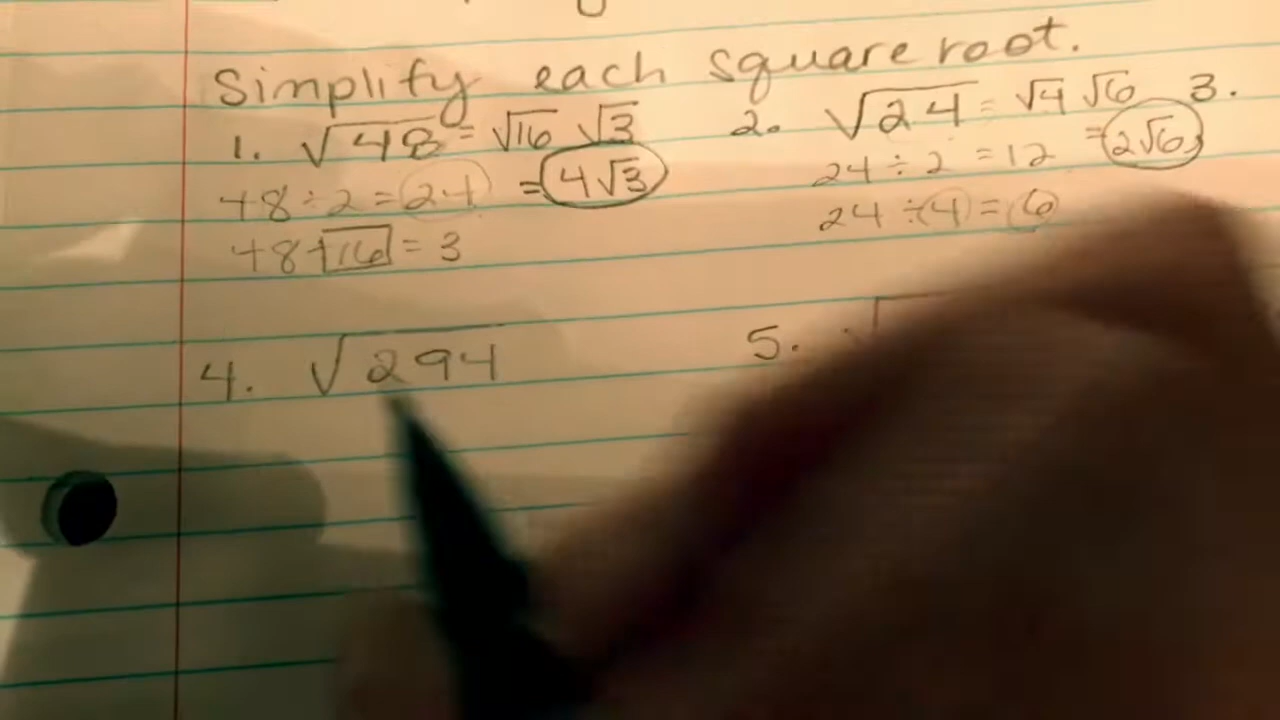 Simplify each square root.
1. √48 = √16 √3 2. √24 = √4 √6 3.
48 ÷ 2 = 24 = 4√3 24 ÷ 2 = 12 = 2√6
48 ÷ 16 = 3 24 ÷ 4 = 6
4. √294 5. √